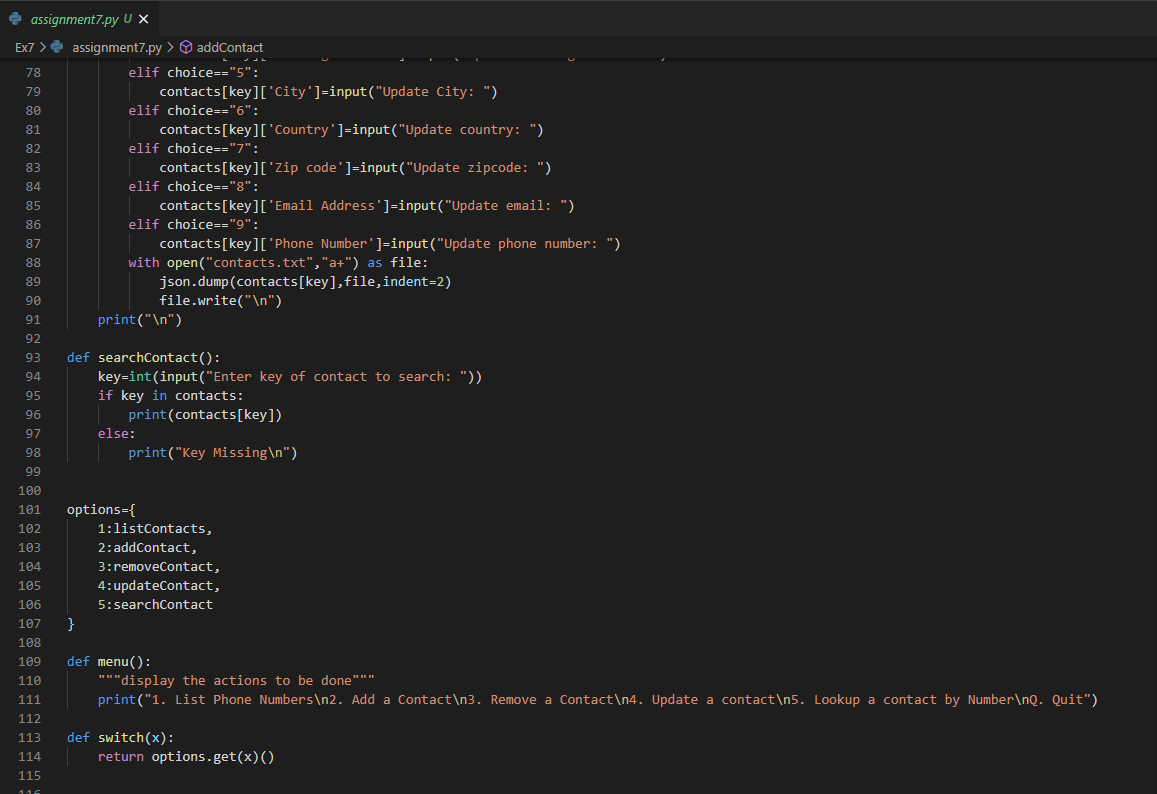 assignment7.py U
Ex7 > assignment7.py > addContact
78 elif choice=="5":
79 contacts[key]['City']=input("Update City: ")
80 elif choice=="6":
81 contacts[key]['Country']=input("Update country: ")
82 elif choice=="7":
83 contacts[key]['Zip code']=input("Update zipcode: ")
84 elif choice=="8":
85 contacts[key]['Email Address']=input("Update email: ")
86 elif choice=="9":
87 contacts[key]['Phone Number']=input("Update phone number: ")
88 with open("contacts.txt","a+") as file:
89 json.dump(contacts[key],file,indent=2)
90 file.write("\n")
91 print("\n")
92
93 def searchContact():
94 key=int(input("Enter key of contact to search: "))
95 if key in contacts:
96 print(contacts[key])
97 else:
98 print("Key Missing\n")
99
100
101 options={
102 1:listContacts,
103 2:addContact,
104 3:removeContact,
105 4:updateContact,
106 5:searchContact
107 }
108
109 def menu():
110 """display the actions to be done"""
111 print("1. List Phone Numbers\n2. Add a Contact\n3. Remove a Contact\n4. Update a contact\n5. Lookup a contact by Number\nQ. Quit")
112
113 def switch(x):
114 return options.get(x)()
115